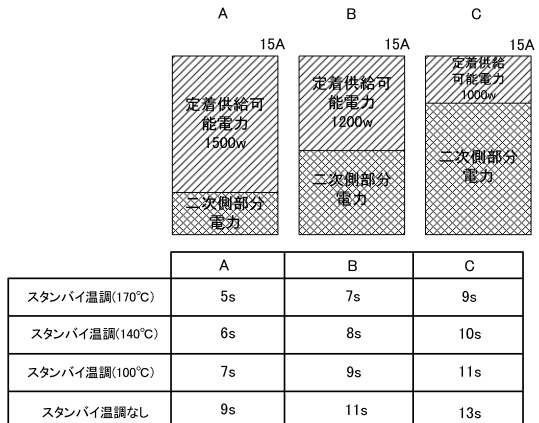 A B C
15A 15A 15A
定着供給可
能電力
1500w
二次側部分
電力
定着供給可
能電力
1200w
二次側部分
電力
定着供給
可能電力
1000w
二次側部分
電力
A B C
スタンバイ温調(170℃) 5s 7s 9s
スタンバイ温調(140℃) 6s 8s 10s
スタンバイ温調(100℃) 7s 9s 11s
スタンバイ温調なし 9s 11s 13s